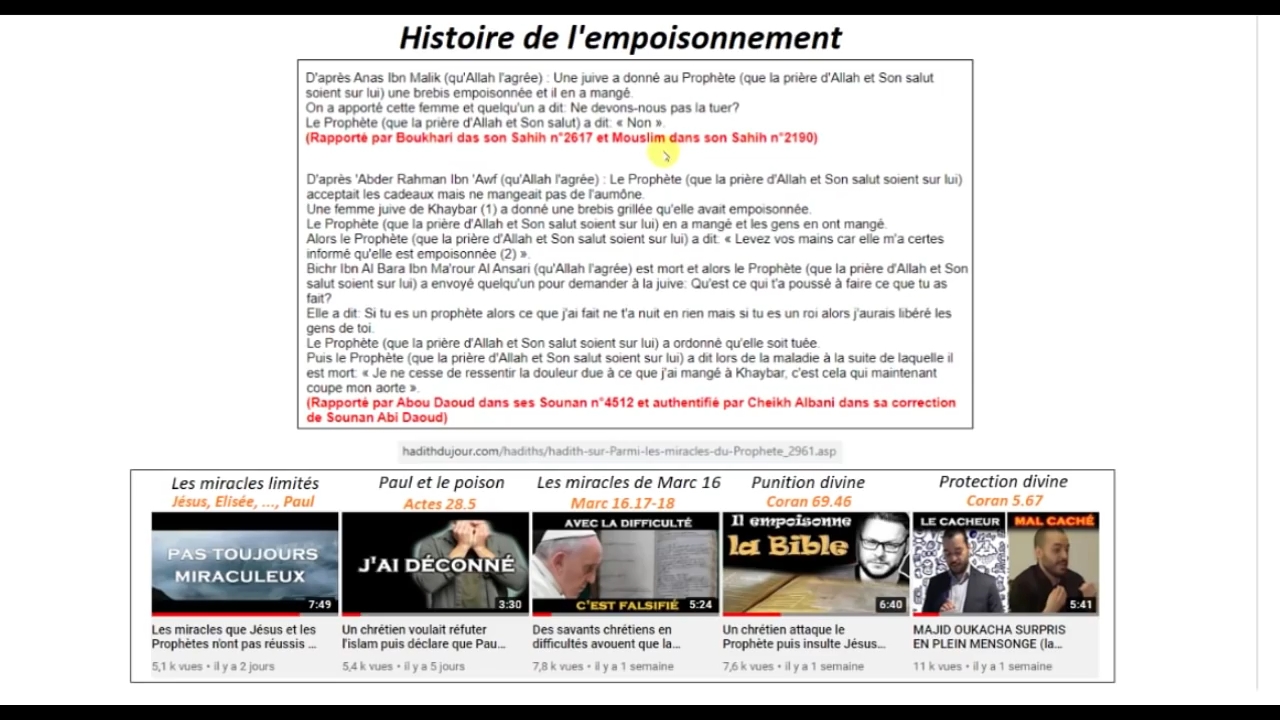 Histoire de l'empoisonnement
D'après Anas Ibn Malik (qu'Allah l'agrée) : Une juive a donné au Prophète (que la prière d'Allah et Son salut
soient sur lui) une brebis empoisonnée et il en a mangé.
On a apporté cette femme et quelqu'un a dit: Ne devons-nous pas la tuer?
Le Prophète (que la prière d'Allah et Son salut) a dit: « Non ».
(Rapporté par Boukhari das son Sahih n°2617 et Mouslim dans son Sahih n°2190)
D'après 'Abder Rahman Ibn 'Awf (qu'Allah l'agrée) : Le Prophète (que la prière d'Allah et Son salut soient sur lui)
acceptait les cadeaux mais ne mangeait pas de l'aumône.
Une femme juive de Khaybar (1) a donné une brebis grillée qu'elle avait empoisonnée.
Le Prophète (que la prière d'Allah et Son salut soient sur lui) en a mangé et les gens en ont mangé.
Alors le Prophète (que la prière d'Allah et Son salut soient sur lui) a dit: « Levez vos mains car elle m'a certes
informé qu'elle est empoisonnée (2) ».
Bichr Ibn Al Bara Ibn Ma'rour Al Ansari (qu'Allah l'agrée) est mort et alors le Prophète (que la prière d'Allah et Son
salut soient sur lui) a envoyé quelqu'un pour demander à la juive: Qu'est ce qui t'a poussé à faire ce que tu as
fait?
Elle a dit: Si tu es un prophète alors ce que j'ai fait ne t'a nuit en rien mais si tu es un roi alors j'aurais libéré les
gens de toi.
Le Prophète (que la prière d'Allah et Son salut soient sur lui) a ordonné qu'elle soit tuée.
Puis le Prophète (que la prière d'Allah et Son salut soient sur lui) a dit lors de la maladie à la suite de laquelle il
est mort: « Je ne cesse de ressentir la douleur due à ce que j'ai mangé à Khaybar, c'est cela qui maintenant
coupe mon aorte ».
(Rapporté par Abou Daoud dans ses Sounan n°4512 et authentifié par Cheikh Albani dans sa correction
de Sounan Abi Daoud)
hadithdujour.com/hadiths/hadith-sur-Parmi-les-miracles-du-Prophete_2961.asp
Les miracles limités
Jésus, Elisée, ..., Paul
PAS TOUJOURS
MIRACULEUX
7:49
Les miracles que Jésus et les
Prophètes n'ont pas réussis ...
5,1 k vues • il y a 2 jours
Paul et le poison
Actes 28.5
J'AI DÉCONNÉ
3:30
Un chrétien voulait réfuter
l'islam puis déclare que Pau...
5,4 k vues • il y a 5 jours
Les miracles de Marc 16
Marc 16.17-18
AVEC LA DIFFICULTÉ
C'EST FALSIFIÉ
5:24
Des savants chrétiens en
difficultés avouent que la...
7,8 k vues • il y a 1 semaine
Punition divine
Coran 69.46
Il empoisonne
la Bible
6:40
Un chrétien attaque le
Prophète puis insulte Jésus...
7,6 k vues • il y a 1 semaine
Protection divine
Coran 5.67
LE CACHEUR
MAL CACHÉ
5:41
MAJID OUKACHA SURPRIS
EN PLEIN MENSONGE (la...
11 k vues • il y a 1 semaine